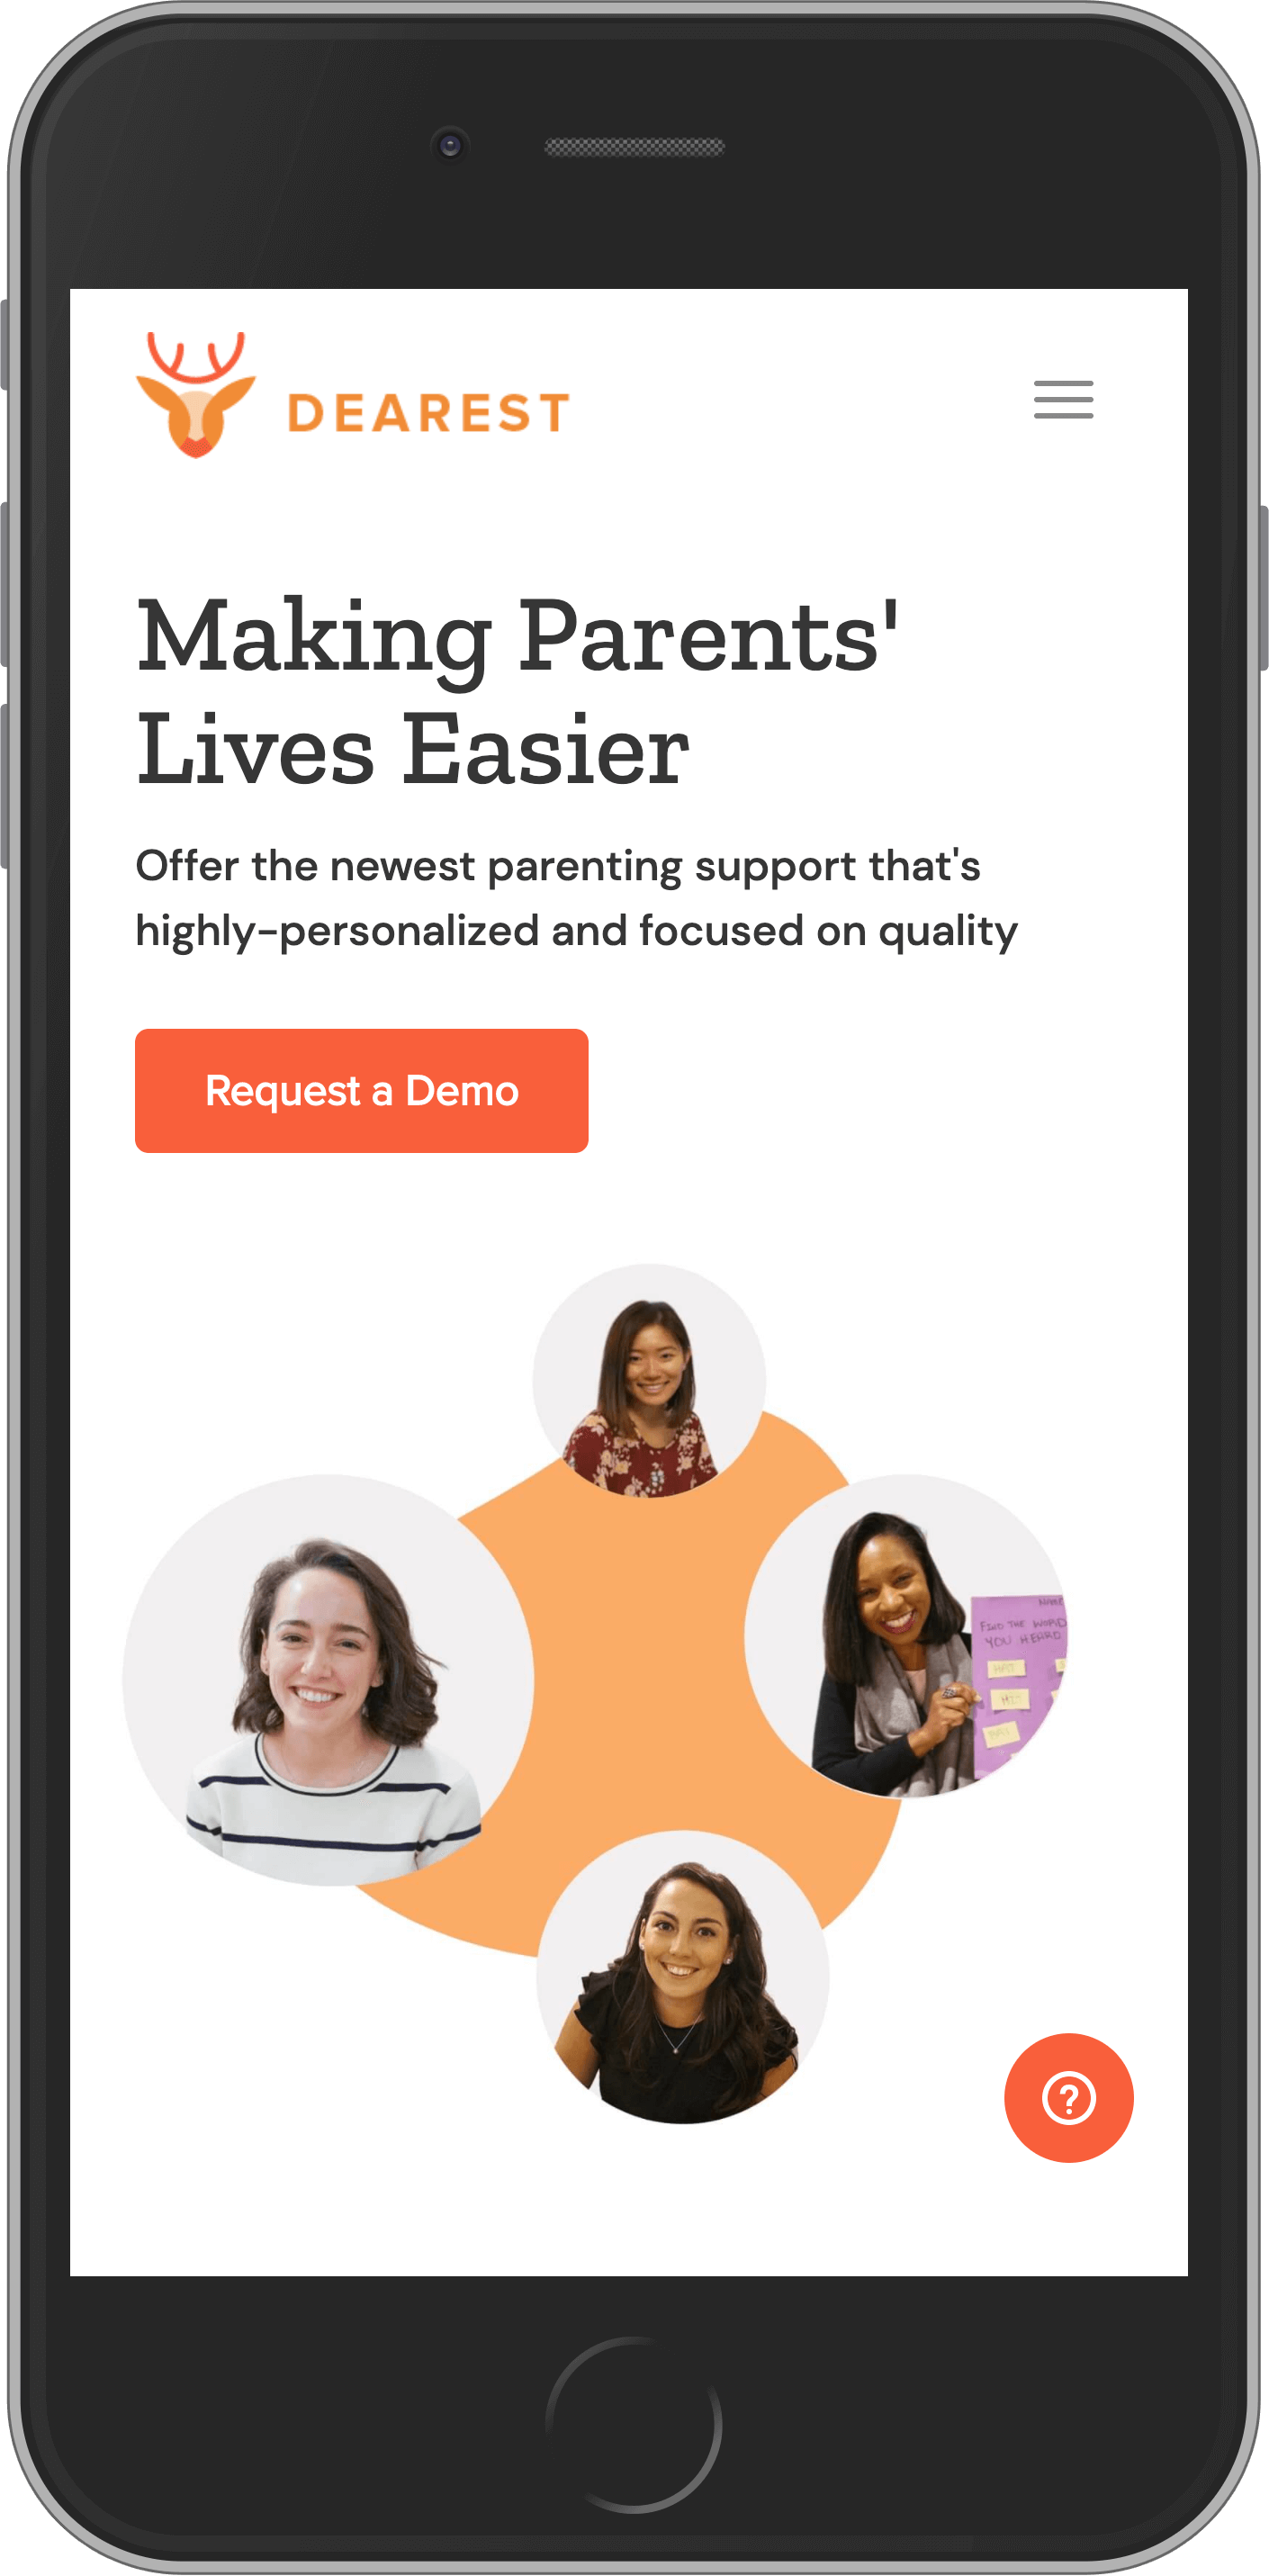 DEAREST
Making Parents'
Lives Easier
Offer the newest parenting support that's
highly-personalized and focused on quality
Request a Demo
NAME
FIND THE WORD
YOU HEARD
?